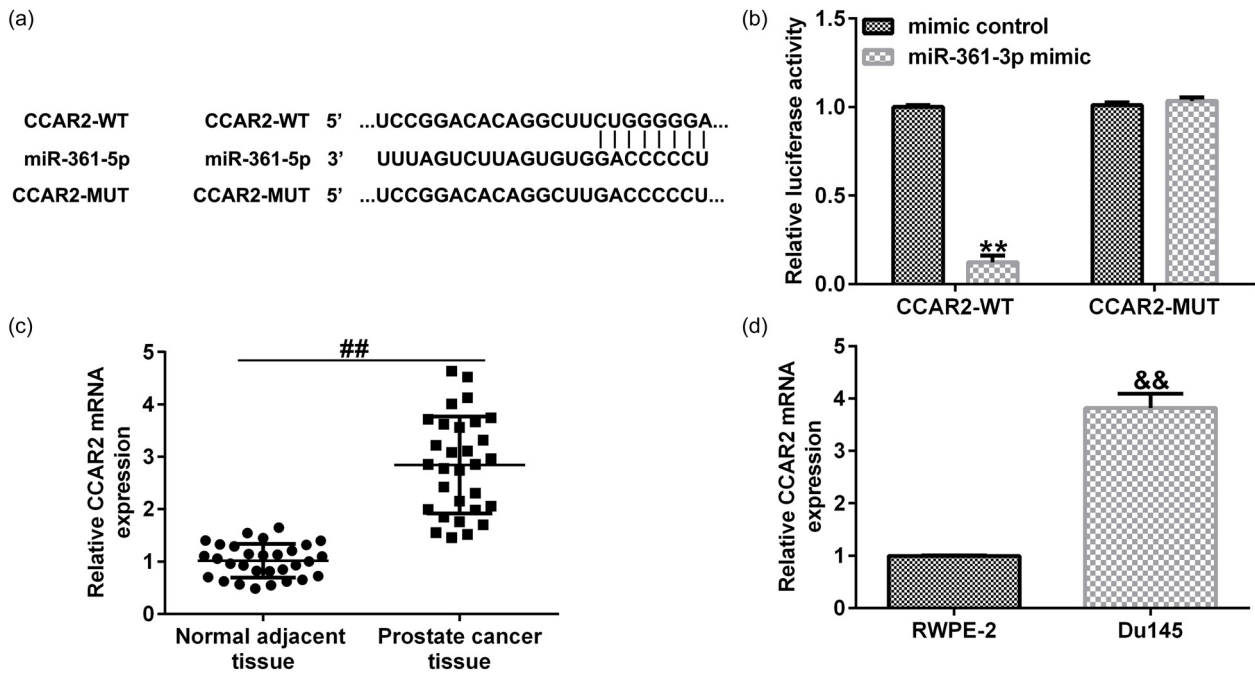 (a)
CCAR2-WT CCAR2-WT 5’ ...UCCGGACACAGGCUUCUGGGGGA...
miR-361-5p miR-361-5p 3’ UUUAGUCUUAGUGUGGACCCCCU
CCAR2-MUT CCAR2-MUT 5’ ...UCCGGACACAGGCUUGACCCCCU...
(b)
Relative luciferase activity
1.5
1.0
0.5
0.0
mimic control
miR-361-3p mimic
**
CCAR2-WT CCAR2-MUT
(c)
Relative CCAR2 mRNA
expression
5
4
3
2
1
0
##
Normal adjacent
tissue
Prostate cancer
tissue
(d)
Relative CCAR2 mRNA
expression
5
4
3
2
1
0
&&
RWPE-2 Du145